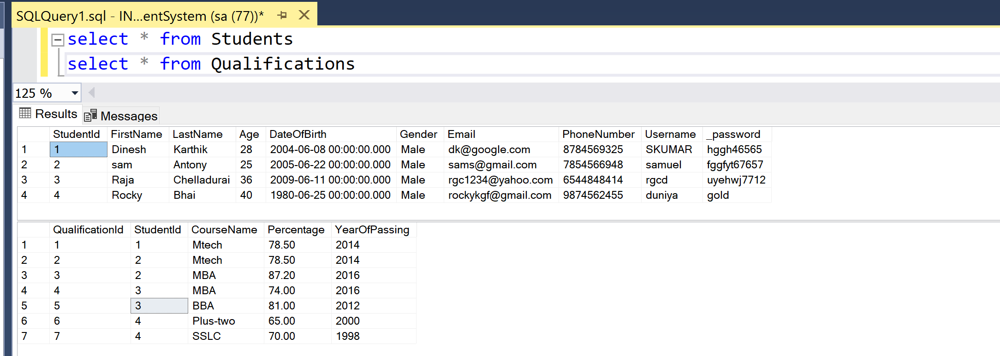 SQLQuery1.sql - IN...entSystem (sa (77))*
select * from Students
select * from Qualifications
125 %
Results Messages
StudentId FirstName LastName Age DateOfBirth Gender Email PhoneNumber Username _password
1 1 Dinesh Karthik 28 2004-06-08 00:00:00.000 Male dk@google.com 8784569325 SKUMAR hggh46565
2 2 sam Antony 25 2005-06-22 00:00:00.000 Male sams@gmail.com 7854566948 samuel fggfyt67657
3 3 Raja Chelladurai 36 2009-06-11 00:00:00.000 Male rgc1234@yahoo.com 6544848414 rgcd uyehwj7712
4 4 Rocky Bhai 40 1980-06-25 00:00:00.000 Male rockykgf@gmail.com 9874562455 duniya gold
QualificationId StudentId CourseName Percentage YearOfPassing
1 1 1 Mtech 78.50 2014
2 2 2 Mtech 78.50 2014
3 3 2 MBA 87.20 2016
4 4 3 MBA 74.00 2016
5 5 3 BBA 81.00 2012
6 6 4 Plus-two 65.00 2000
7 7 4 SSLC 70.00 1998